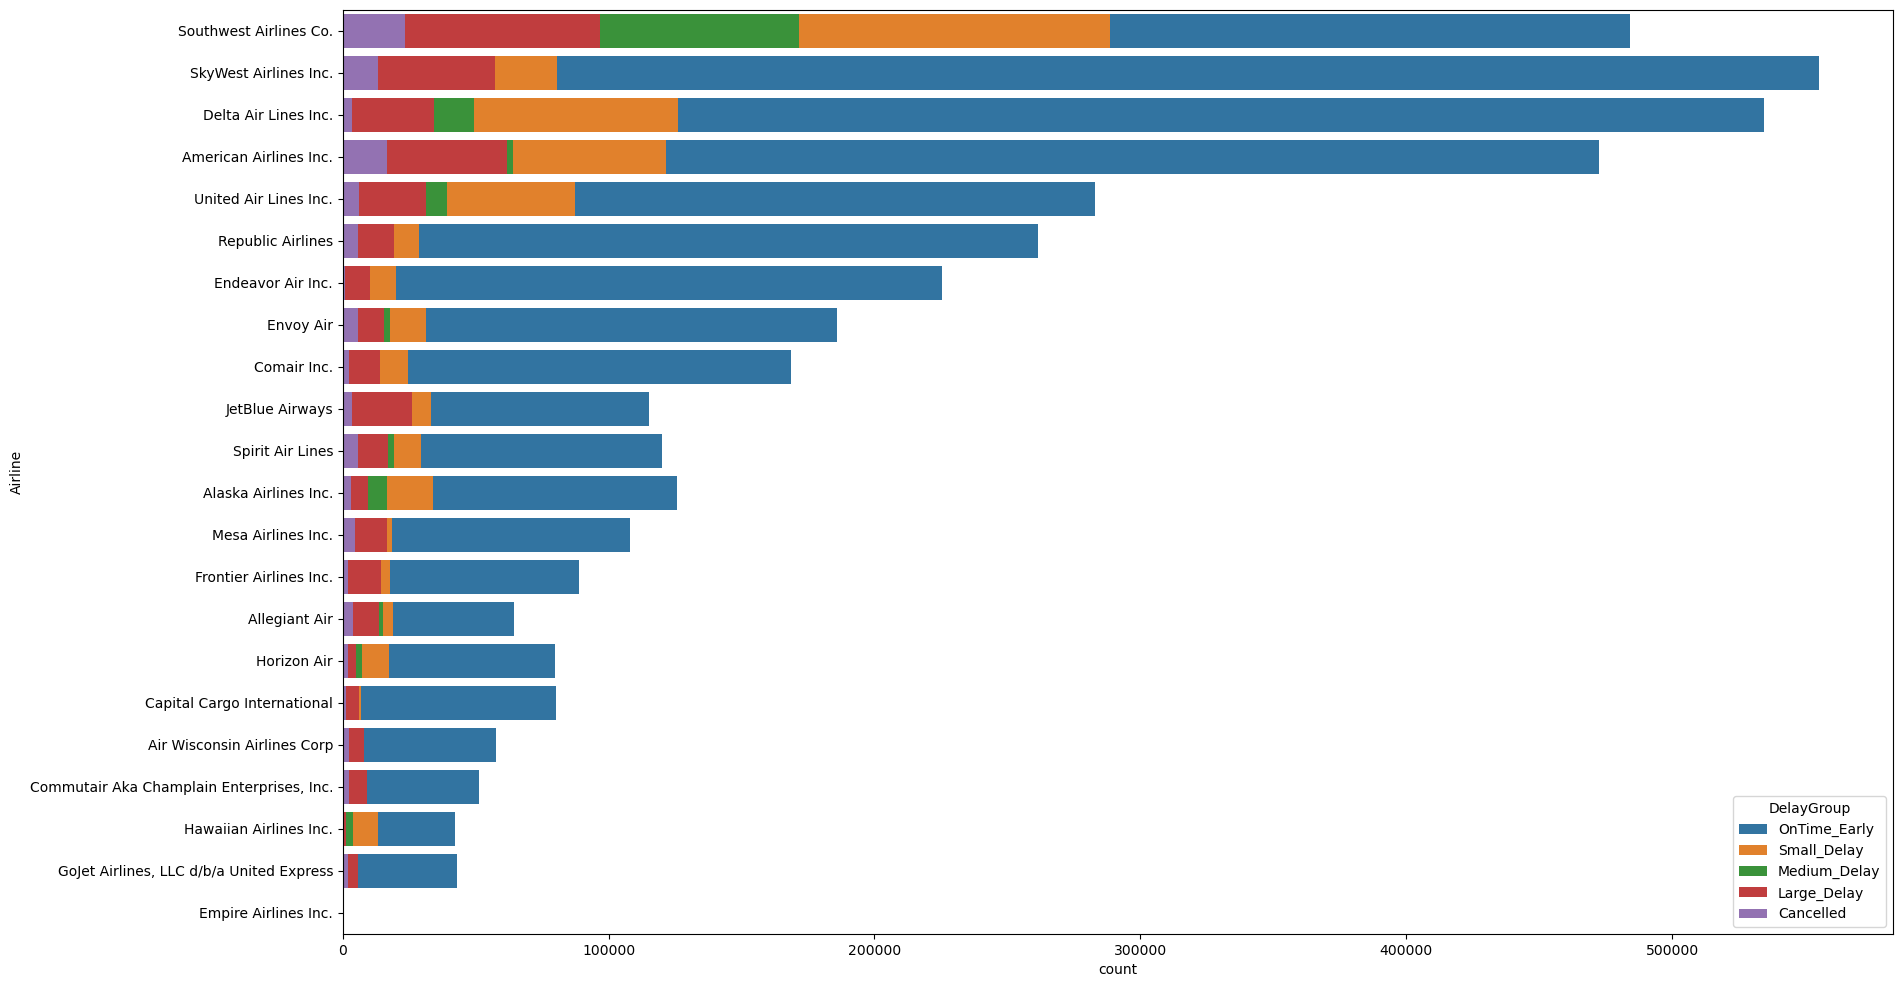 Southwest Airlines Co.
SkyWest Airlines Inc.
Delta Air Lines Inc.
American Airlines Inc.
United Air Lines Inc.
Republic Airlines
Endeavor Air Inc.
Envoy Air
Comair Inc.
JetBlue Airways
Spirit Air Lines
Alaska Airlines Inc.
Mesa Airlines Inc.
Frontier Airlines Inc.
Allegiant Air
Horizon Air
Capital Cargo International
Air Wisconsin Airlines Corp
Commutair Aka Champlain Enterprises, Inc.
Hawaiian Airlines Inc.
GoJet Airlines, LLC d/b/a United Express
Empire Airlines Inc.
Airline
0 100000 200000 300000 400000 500000
count
DelayGroup
OnTime_Early
Small_Delay
Medium_Delay
Large_Delay
Cancelled